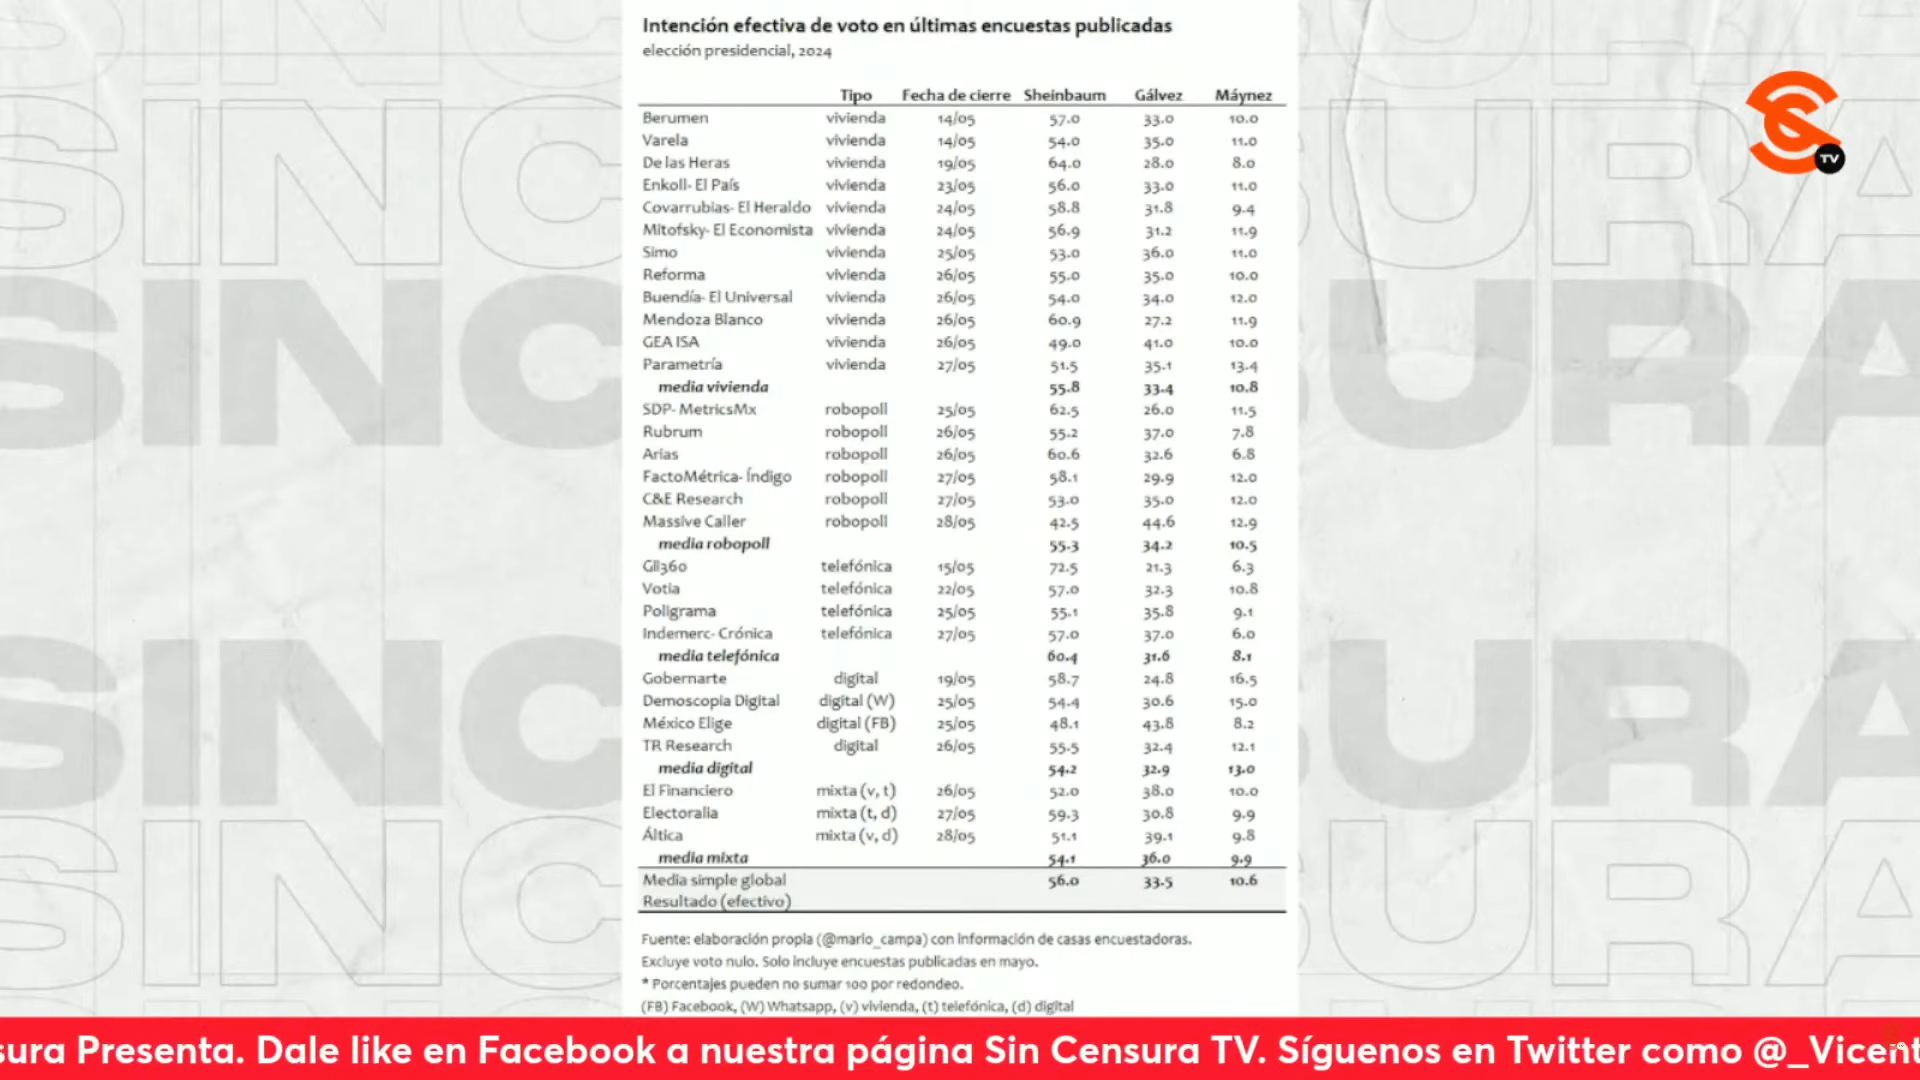 Intención efectiva de voto en últimas encuestas publicadas
elección presidencial, 2024
Tipo Fecha de cierre Sheinbaum Gálvez Máynez
Berumen vivienda 14/05 57.0 33.0 10.0
Varela vivienda 14/05 54.0 35.0 11.0
De las Heras vivienda 19/05 64.0 28.0 8.0
Enkoll- El País vivienda 23/05 56.0 33.0 11.0
Covarrubias- El Heraldo vivienda 24/05 58.8 31.8 9.4
Mitofsky- El Economista vivienda 24/05 56.9 31.2 11.9
Simo vivienda 25/05 53.0 36.0 11.0
Reforma vivienda 26/05 55.0 35.0 10.0
Buendía- El Universal vivienda 26/05 54.0 34.0 12.0
Mendoza Blanco vivienda 26/05 60.9 27.2 11.9
GEA ISA vivienda 26/05 49.0 41.0 10.0
Parametría vivienda 27/05 51.5 35.1 13.4
media vivienda 55.8 33.4 10.8
SDP- MetricsMx robopoll 25/05 62.5 26.0 11.5
Rubrum robopoll 26/05 55.2 37.0 7.8
Arias robopoll 26/05 60.6 32.6 6.8
FactoMétrica- Índigo robopoll 27/05 58.1 29.9 12.0
C&E Research robopoll 27/05 53.0 35.0 12.0
Massive Caller robopoll 28/05 42.5 44.6 12.9
media robopoll 55.3 34.2 10.5
GII360 telefónica 15/05 72.5 21.3 6.3
Votia telefónica 22/05 57.0 32.3 10.8
Poligrama telefónica 25/05 55.1 35.8 9.1
Indemerc- Crónica telefónica 27/05 57.0 37.0 6.0
media telefónica 60.4 31.6 8.1
Gobernarte digital 19/05 58.7 24.8 16.5
Demoscopia Digital digital (W) 25/05 54.4 30.6 15.0
México Elige digital (FB) 25/05 48.1 43.8 8.2
TR Research digital 26/05 55.5 32.4 12.1
media digital 54.2 32.9 13.0
El Financiero mixta (v, t) 26/05 52.0 38.0 10.0
Electoralia mixta (t, d) 27/05 59.3 30.8 9.9
Áltica mixta (v, d) 28/05 51.1 39.1 9.8
media mixta 54.1 36.0 9.9
Media simple global 56.0 33.5 10.6
Resultado (efectivo)
Fuente: elaboración propia (@mario_campa) con información de casas encuestadoras.
Excluye voto nulo. Solo incluye encuestas publicadas en mayo.
* Porcentajes pueden no sumar 100 por redondeo.
(FB) Facebook, (W) Whatsapp, (v) vivienda, (t) telefónica, (d) digital
TV
sura Presenta. Dale like en Facebook a nuestra página Sin Censura TV. Síguenos en Twitter como @_Vicent